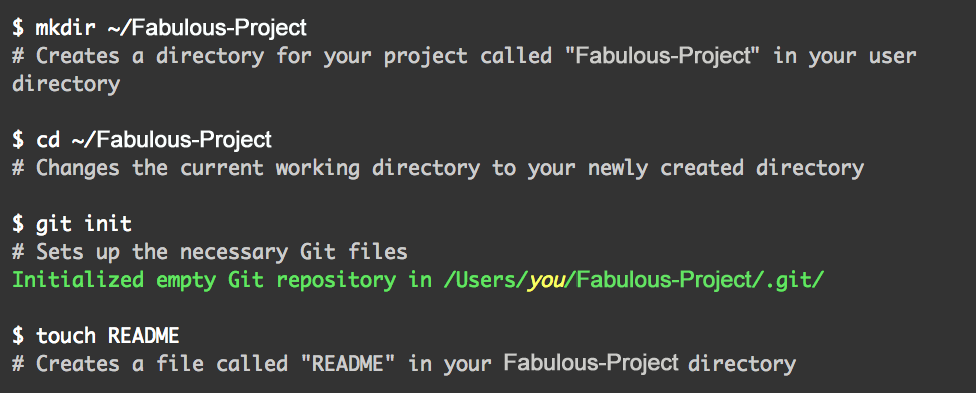 $ mkdir ~/Fabulous-Project
# Creates a directory for your project called "Fabulous-Project" in your user
directory
$ cd ~/Fabulous-Project
# Changes the current working directory to your newly created directory
$ git init
# Sets up the necessary Git files
Initialized empty Git repository in /Users/you/Fabulous-Project/.git/
$ touch README
# Creates a file called "README" in your Fabulous-Project directory